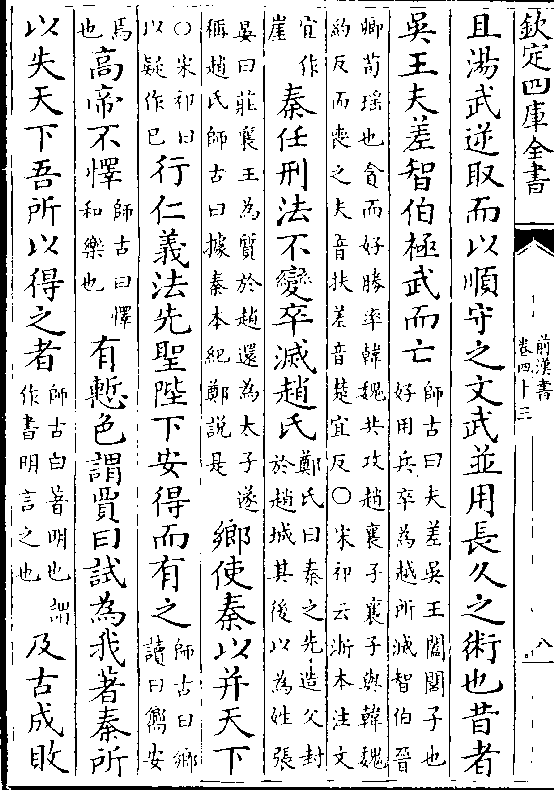 欽定四庫全書
前漢書
卷四十三
八
且湯武逆取而以順守之文武並用長久之術也昔者
吳王夫差智伯極武而亡
師古曰夫差吳王闔閭子也
好用兵卒為越所滅智伯晉
卿荀瑶也貪而好勝率韓魏共攻趙襄子襄子與韓魏
約反而喪之夫音扶差音楚宜反○宋祁云浙本注文
宜作
崖
秦任刑法不變卒滅趙氏
鄭氏曰秦之先造父封
於趙城其後以為姓張
晏曰莊襄王為質於趙還為太子遂
稱趙氏師古曰據秦本紀鄭說是
鄉使秦以并天下
○宋祁曰
以疑作已
行仁義法先聖陛下安得而有之
師古曰鄉
讀曰嚮安
焉
也
高帝不懌
師古曰懌
和樂也
有慙色謂賈曰試為我著秦所
以失天下吾所以得之者
師古曰著明也謂
作書明言之也
及古成敗